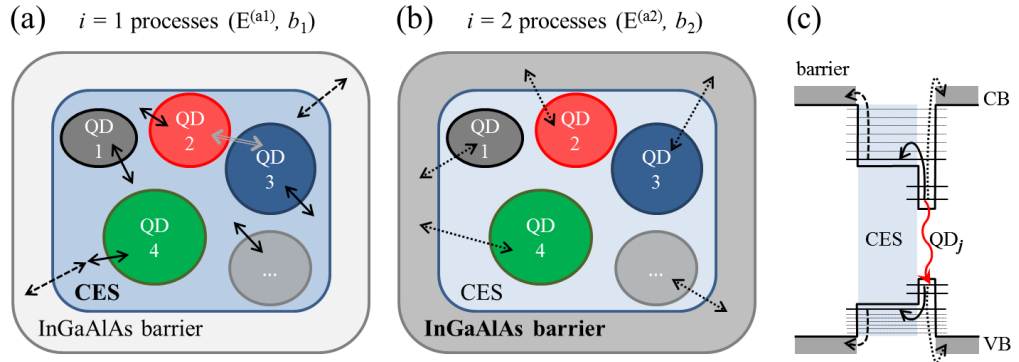 (a) i = 1 processes (E(a1), b1)
QD
1
QD
2
QD
3
QD
4
...
CES
InGaAlAs barrier
(b) i = 2 processes (E(a2), b2)
QD
1
QD
2
QD
3
QD
4
...
CES
InGaAlAs barrier
(c)
barrier
CB
CES
QDj
VB